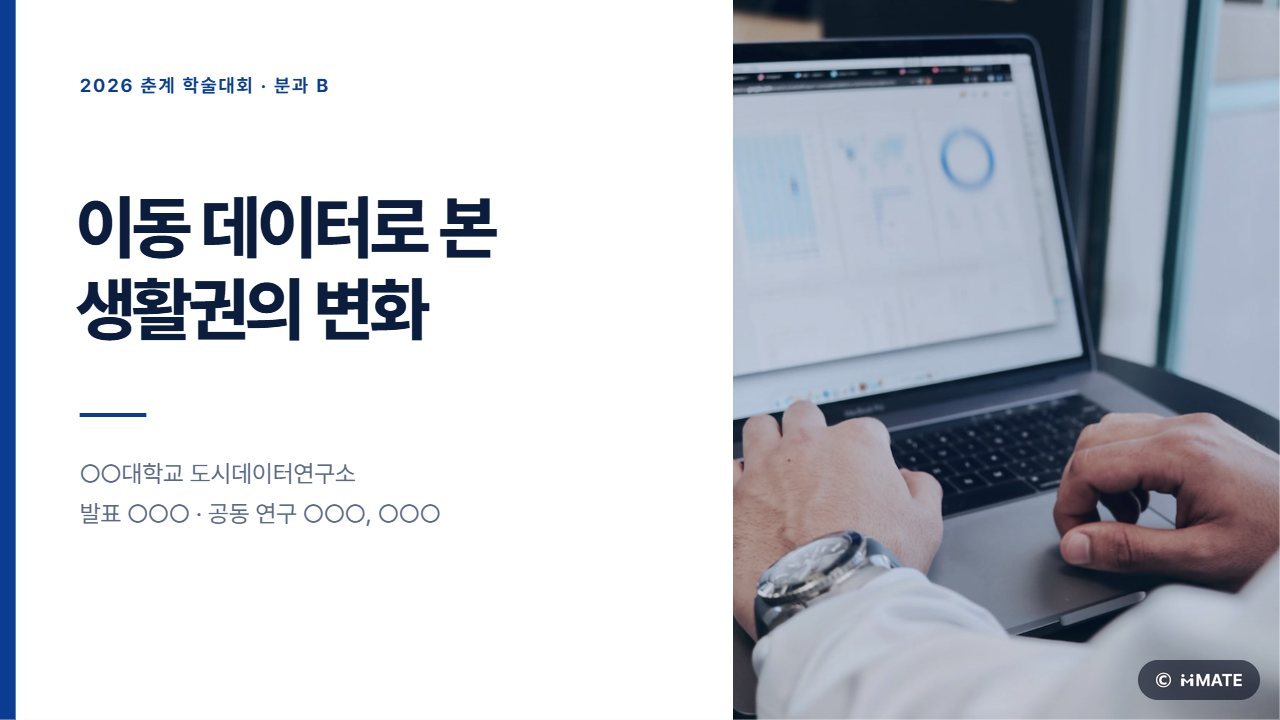 2026 춘계 학술대회 · 분과 B
이동 데이터로 본
생활권의 변화
○○대학교 도시데이터연구소
발표 ○○○ · 공동 연구 ○○○, ○○○
© MMATE